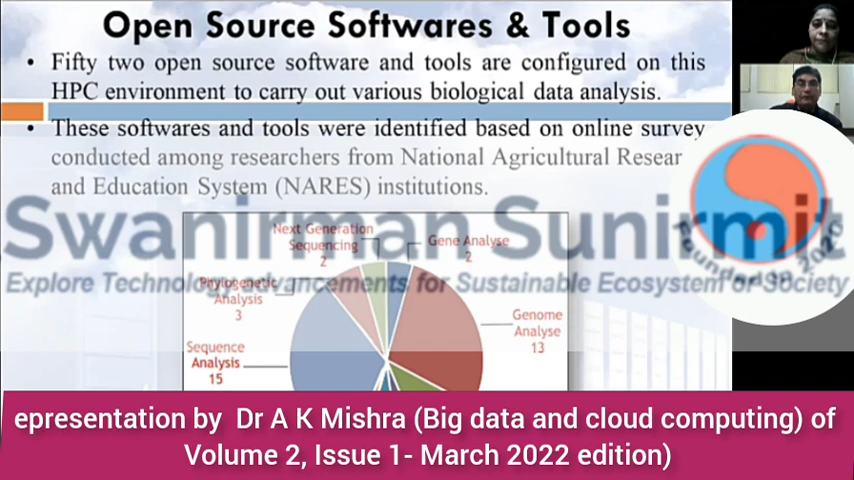 Open Source Softwares & Tools
• Fifty two open source software and tools are configured on this
HPC environment to carry out various biological data analysis.
• These softwares and tools were identified based on online survey
conducted among researchers from National Agricultural Resear
and Education System (NARES) institutions.
Swanirman Sunirmit
Explore Technology advancements for Sustainable Ecosystem of Society
Founded in 2020
Next Generation
Sequencing
2
Gene Analyse
2
Phylogenetic
Analysis
3
Genome
Analyse
13
Sequence
Analysis
15
epresentation by Dr A K Mishra (Big data and cloud computing) of
Volume 2, Issue 1- March 2022 edition)